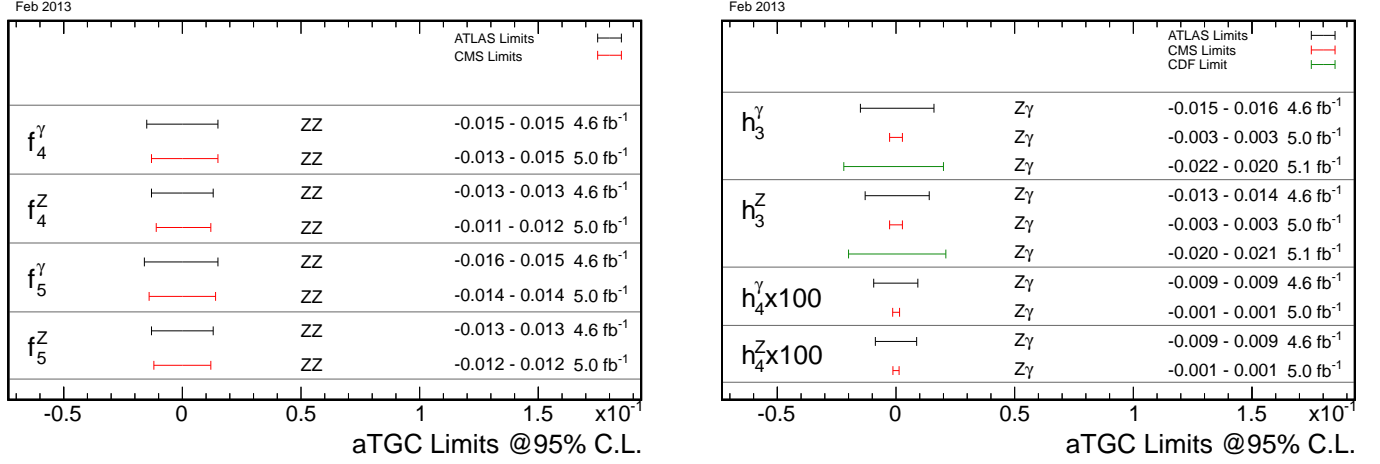 Feb 2013
ATLAS Limits
CMS Limits
f₄^γ
ZZ -0.015 - 0.015 4.6 fb⁻¹
ZZ -0.013 - 0.015 5.0 fb⁻¹
f₄^Z
ZZ -0.013 - 0.013 4.6 fb⁻¹
ZZ -0.011 - 0.012 5.0 fb⁻¹
f₅^γ
ZZ -0.016 - 0.015 4.6 fb⁻¹
ZZ -0.014 - 0.014 5.0 fb⁻¹
f₅^Z
ZZ -0.013 - 0.013 4.6 fb⁻¹
ZZ -0.012 - 0.012 5.0 fb⁻¹
-0.5 0 0.5 1 1.5 x10⁻¹
aTGC Limits @95% C.L.
Feb 2013
ATLAS Limits
CMS Limits
CDF Limit
h₃^γ
Zγ -0.015 - 0.016 4.6 fb⁻¹
Zγ -0.003 - 0.003 5.0 fb⁻¹
Zγ -0.022 - 0.020 5.1 fb⁻¹
h₃^Z
Zγ -0.013 - 0.014 4.6 fb⁻¹
Zγ -0.003 - 0.003 5.0 fb⁻¹
Zγ -0.020 - 0.021 5.1 fb⁻¹
h₄^γx100
Zγ -0.009 - 0.009 4.6 fb⁻¹
Zγ -0.001 - 0.001 5.0 fb⁻¹
h₄^Zx100
Zγ -0.009 - 0.009 4.6 fb⁻¹
Zγ -0.001 - 0.001 5.0 fb⁻¹
-0.5 0 0.5 1 1.5 x10⁻¹
aTGC Limits @95% C.L.